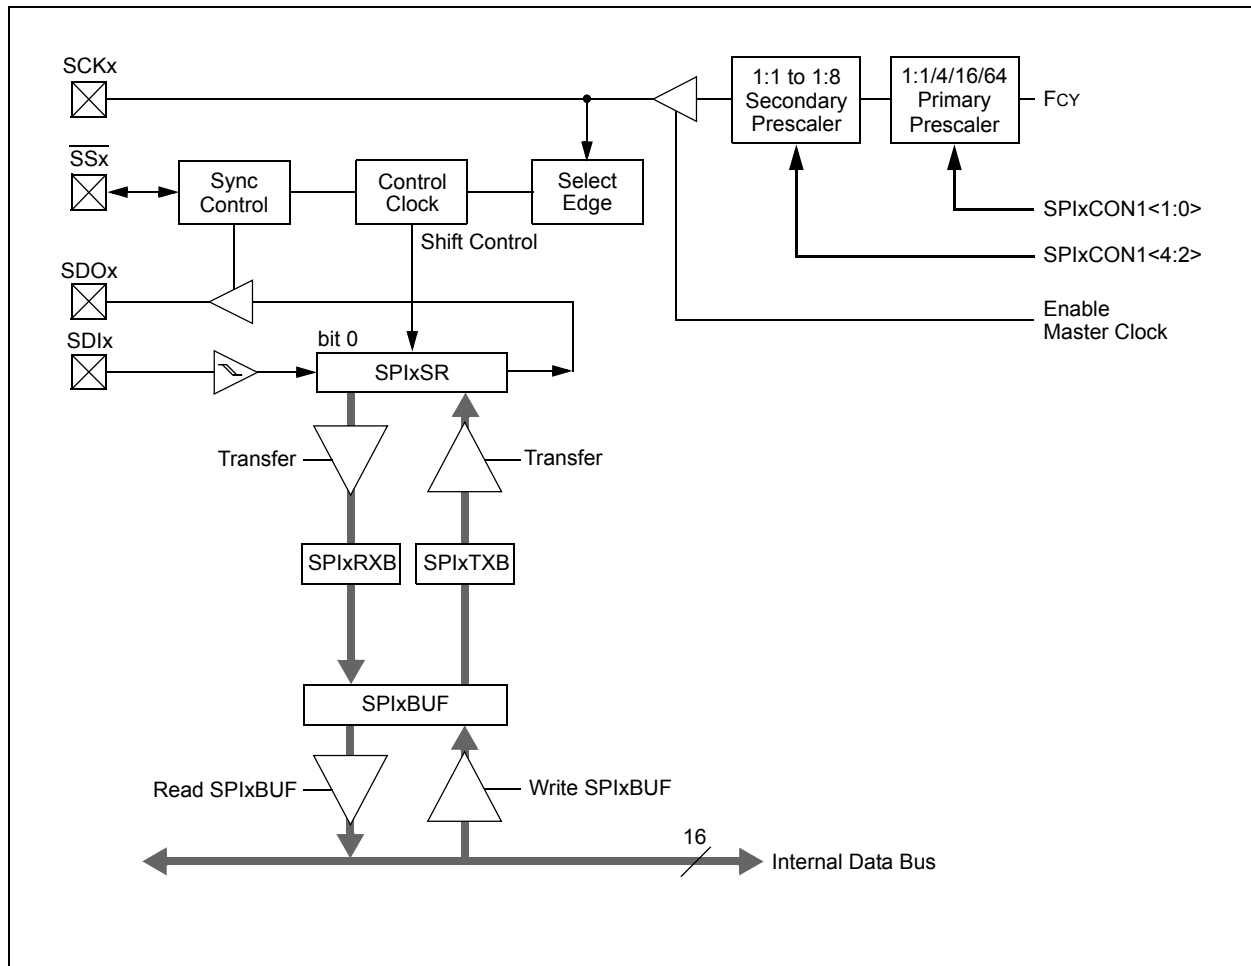 SCKx
1:1 to 1:8
Secondary
Prescaler
1:1/4/16/64
Primary
Prescaler
FCY
SSx
Sync
Control
Control
Clock
Select
Edge
SPIxCON1<1:0>
Shift Control
SPIxCON1<4:2>
SDOx
Enable
Master Clock
SDIx
bit 0
SPIxSR
Transfer
Transfer
SPIxRXB
SPIxTXB
SPIxBUF
Read SPIxBUF
Write SPIxBUF
16
Internal Data Bus